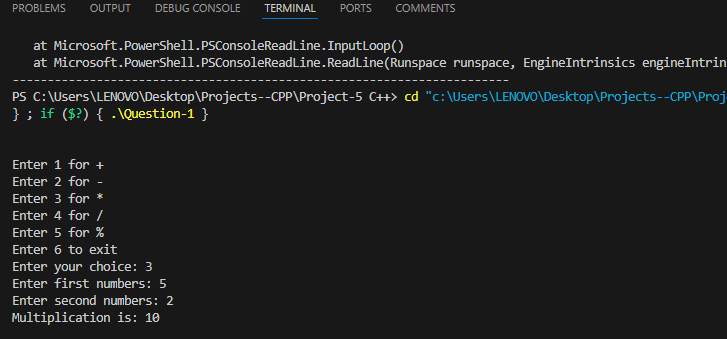 PROBLEMS OUTPUT DEBUG CONSOLE TERMINAL PORTS COMMENTS
at Microsoft.PowerShell.PSConsoleReadLine.InputLoop()
at Microsoft.PowerShell.PSConsoleReadLine.ReadLine(Runspace runspace, EngineIntrinsics engineIntrin
-----------------------------------------------------------------------
PS C:\Users\LENOVO\Desktop\Projects--CPP\Project-5 C++> cd "c:\Users\LENOVO\Desktop\Projects--CPP\Proj
} ; if ($?) { .\Question-1 }
Enter 1 for +
Enter 2 for -
Enter 3 for *
Enter 4 for /
Enter 5 for %
Enter 6 to exit
Enter your choice: 3
Enter first numbers: 5
Enter second numbers: 2
Multiplication is: 10